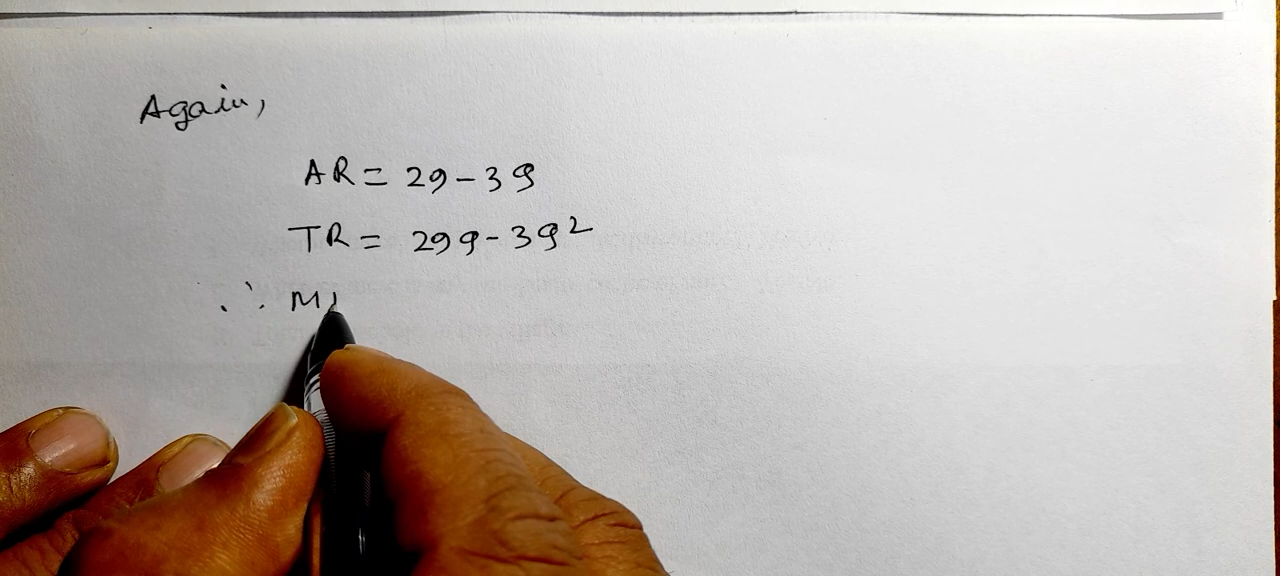 Again,
AR = 29 - 3q
TR = 29q - 3q²
∴ M